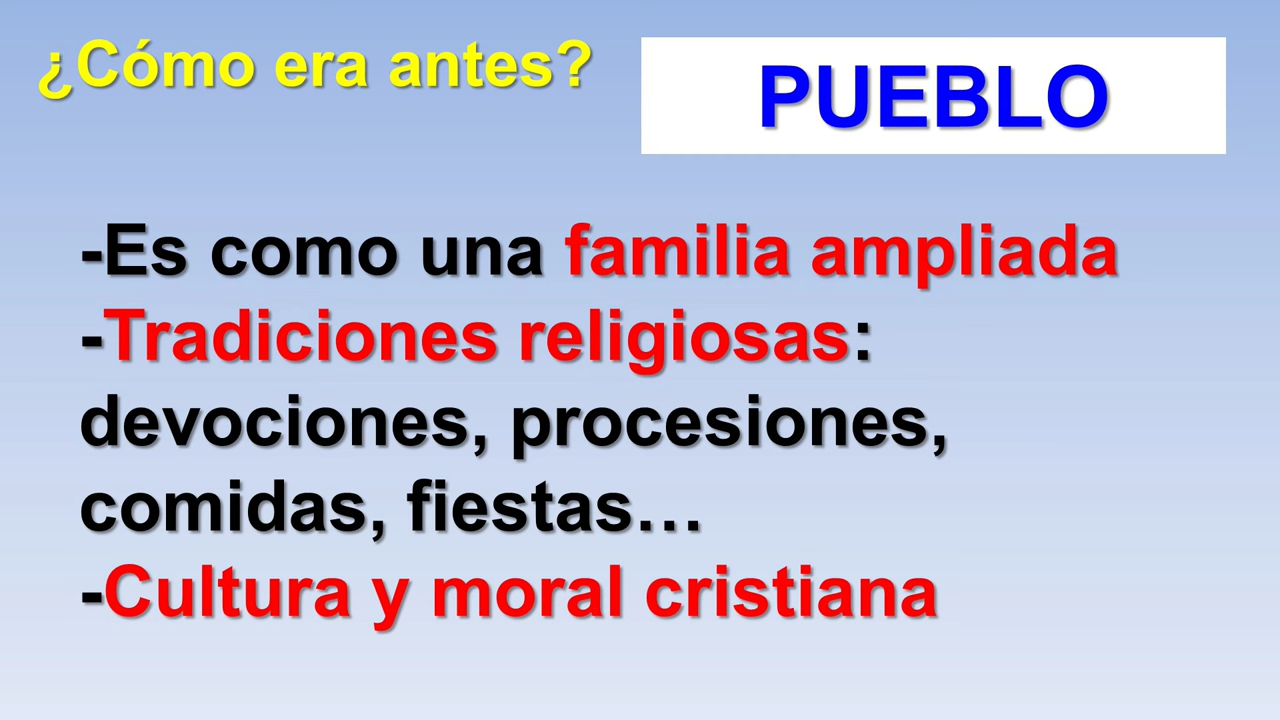 ¿Cómo era antes?
PUEBLO
-Es como una familia ampliada
-Tradiciones religiosas:
devociones, procesiones,
comidas, fiestas…
-Cultura y moral cristiana